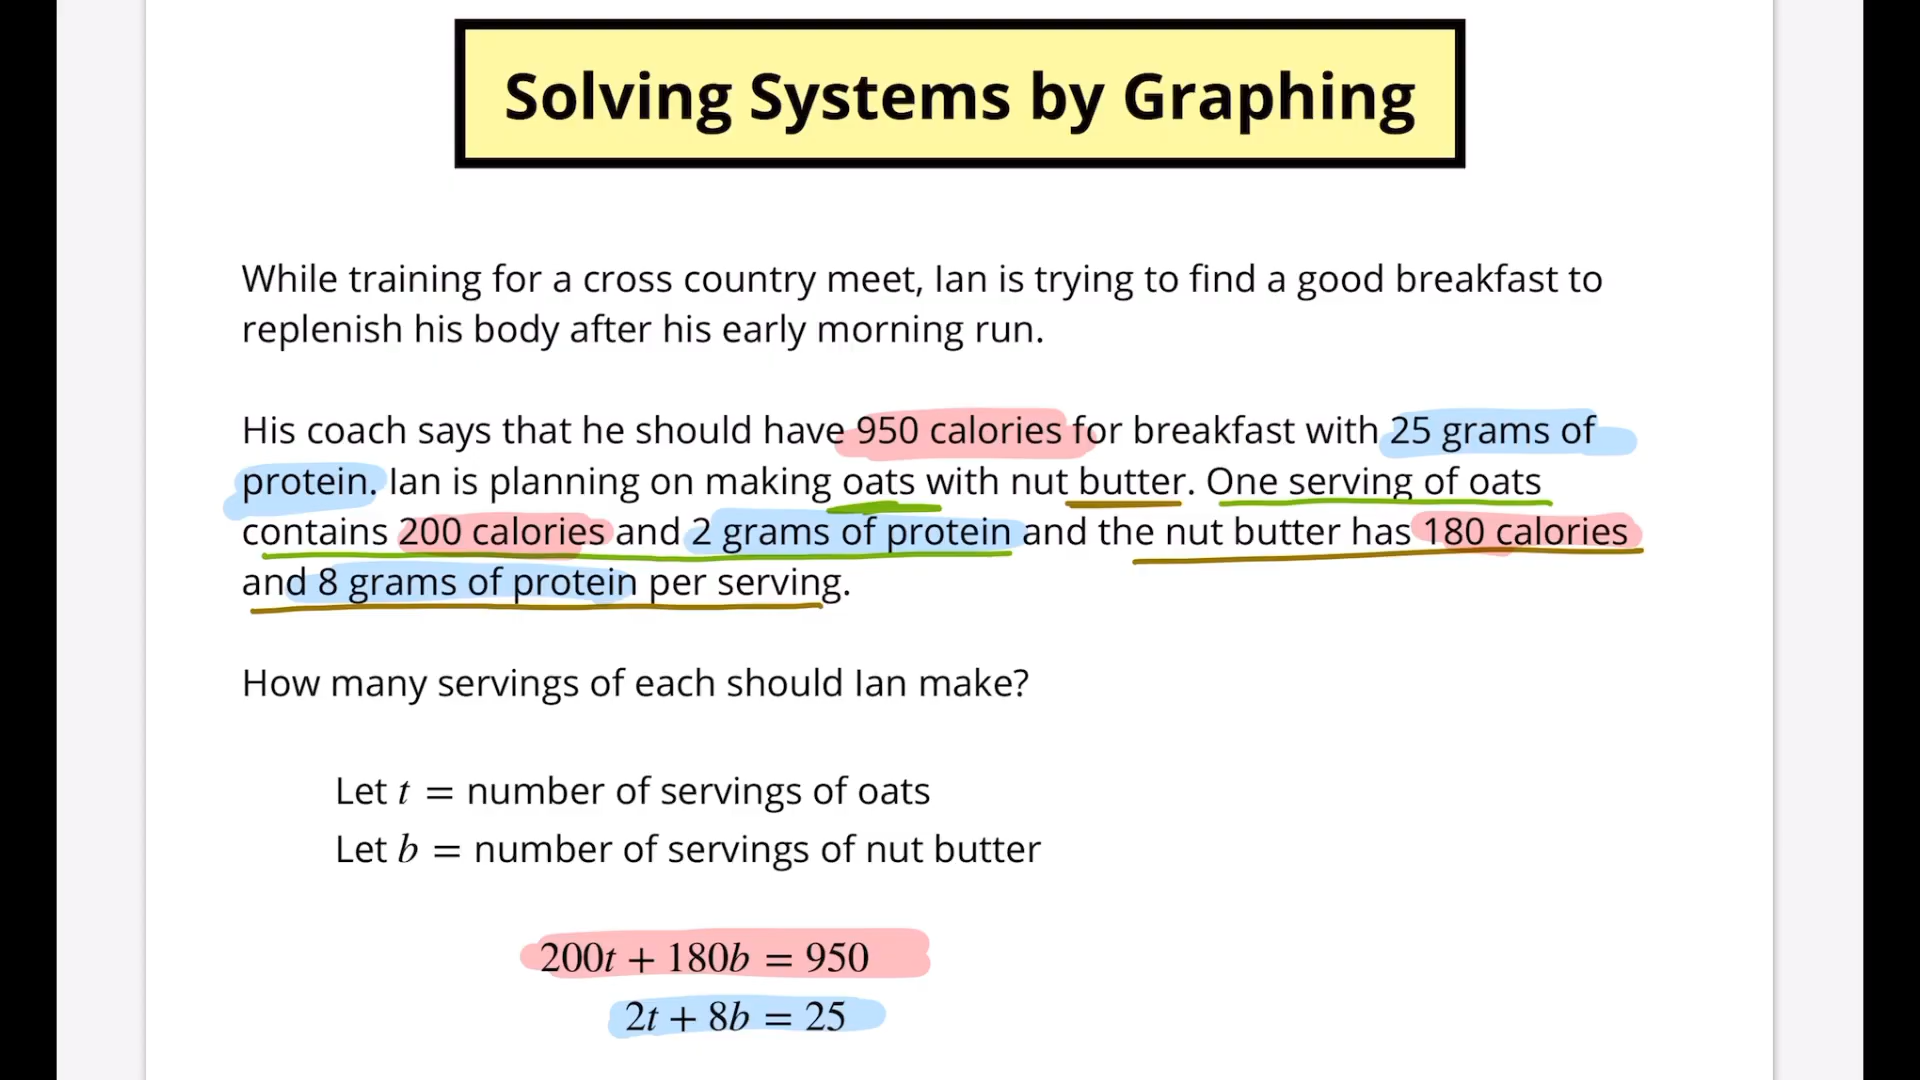 Solving Systems by Graphing
While training for a cross country meet, Ian is trying to find a good breakfast to
replenish his body after his early morning run.
His coach says that he should have 950 calories for breakfast with 25 grams of
protein. Ian is planning on making oats with nut butter. One serving of oats
contains 200 calories and 2 grams of protein and the nut butter has 180 calories
and 8 grams of protein per serving.
How many servings of each should Ian make?
Let t = number of servings of oats
Let b = number of servings of nut butter
200t + 180b = 950
2t + 8b = 25